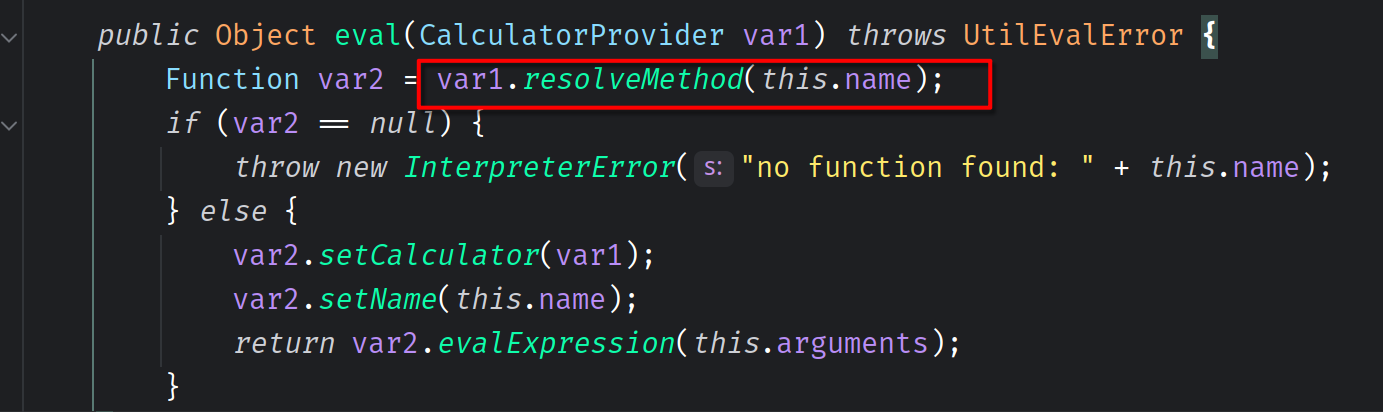 public Object eval(CalculatorProvider var1) throws UtilEvalError {
Function var2 = var1.resolveMethod(this.name);
if (var2 == null) {
throw new InterpreterError( s: "no function found: " + this.name);
} else {
var2.setCalculator(var1);
var2.setName(this.name);
return var2.evalExpression(this.arguments);
}